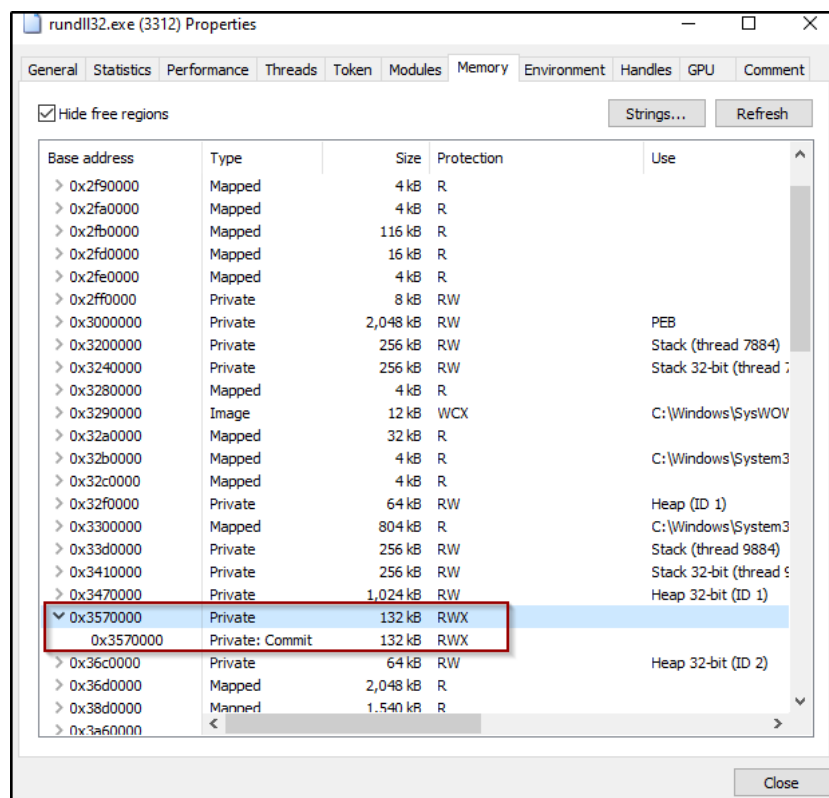 rundll32.exe (3312) Properties
General Statistics Performance Threads Token Modules Memory Environment Handles GPU Comment
Hide free regions Strings... Refresh
Base address Type Size Protection Use
0x2f90000 Mapped 4 kB R
0x2fa0000 Mapped 4 kB R
0x2fb0000 Mapped 116 kB R
0x2fd0000 Mapped 16 kB R
0x2fe0000 Mapped 4 kB R
0x2ff0000 Private 8 kB RW
0x3000000 Private 2,048 kB RW PEB
0x3200000 Private 256 kB RW Stack (thread 7884)
0x3240000 Private 256 kB RW Stack 32-bit (thread 7
0x3280000 Mapped 4 kB R
0x3290000 Image 12 kB WCX C:\Windows\SysWOW
0x32a0000 Mapped 32 kB R
0x32b0000 Mapped 4 kB R C:\Windows\System3
0x32c0000 Mapped 4 kB R
0x32f0000 Private 64 kB RW Heap (ID 1)
0x3300000 Mapped 804 kB R C:\Windows\System3
0x33d0000 Private 256 kB RW Stack (thread 9884)
0x3410000 Private 256 kB RW Stack 32-bit (thread 9
0x3470000 Private 1,024 kB RW Heap 32-bit (ID 1)
0x3570000 Private 132 kB RWX
0x3570000 Private: Commit 132 kB RWX
0x36c0000 Private 64 kB RW Heap 32-bit (ID 2)
0x36d0000 Mapped 2,048 kB R
0x38d0000 Mapped 1,540 kB R
0x3a60000
Close